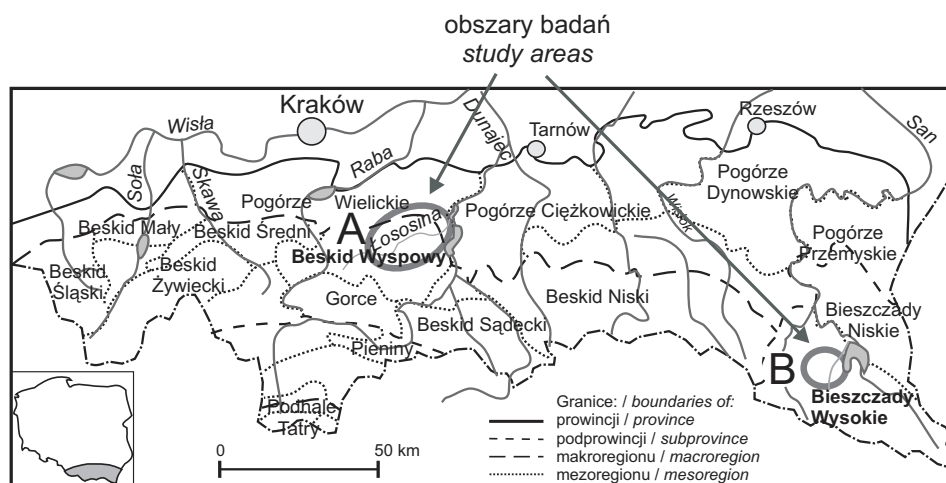 obszary badań
study areas
Kraków
Wisła
Soła
Skawa
Raba
Dunajec
Tarnów
Rzeszów
San
Wisłok
Pogórze
Dynowskie
Pogórze
Wielickie
Pogórze Ciężkowickie
Pogórze
Przemyskie
Beskid Mały
Beskid Średni
A
Łososina
Beskid Wyspowy
Beskid
Śląski
Beskid
Żywiecki
Gorce
Beskid Niski
Beskid Sądecki
Bieszczady
Niskie
Pieniny
B
Bieszczady
Wysokie
Podhale
Tatry
0 50 km
Granice: / boundaries of:
prowincji / province
podprowincji / subprovince
makroregionu / macroregion
mezoregionu / mesoregion